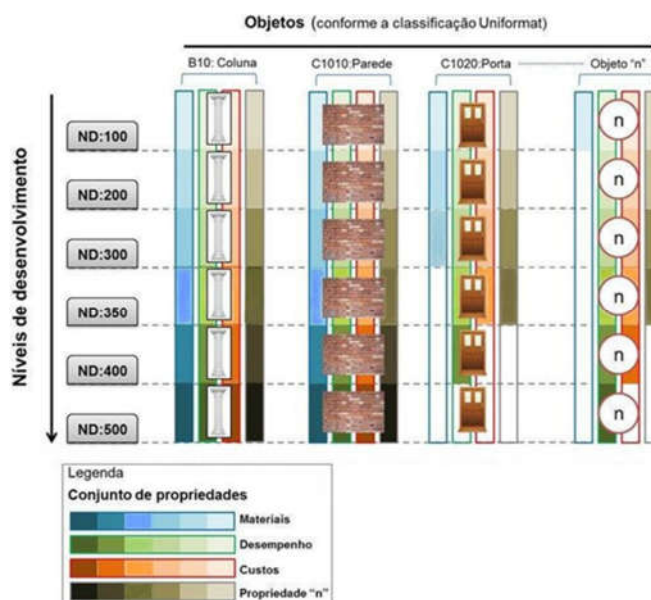 Objetos (conforme a classificação Uniformat)
B10: Coluna
C1010:Parede
C1020:Porta
Objeto “n”
Níveis de desenvolvimento
ND:100
n
ND:200
n
ND:300
n
ND:350
n
ND:400
n
ND:500
n
Legenda
Conjunto de propriedades
Materiais
Desempenho
Custos
Propriedade “n”